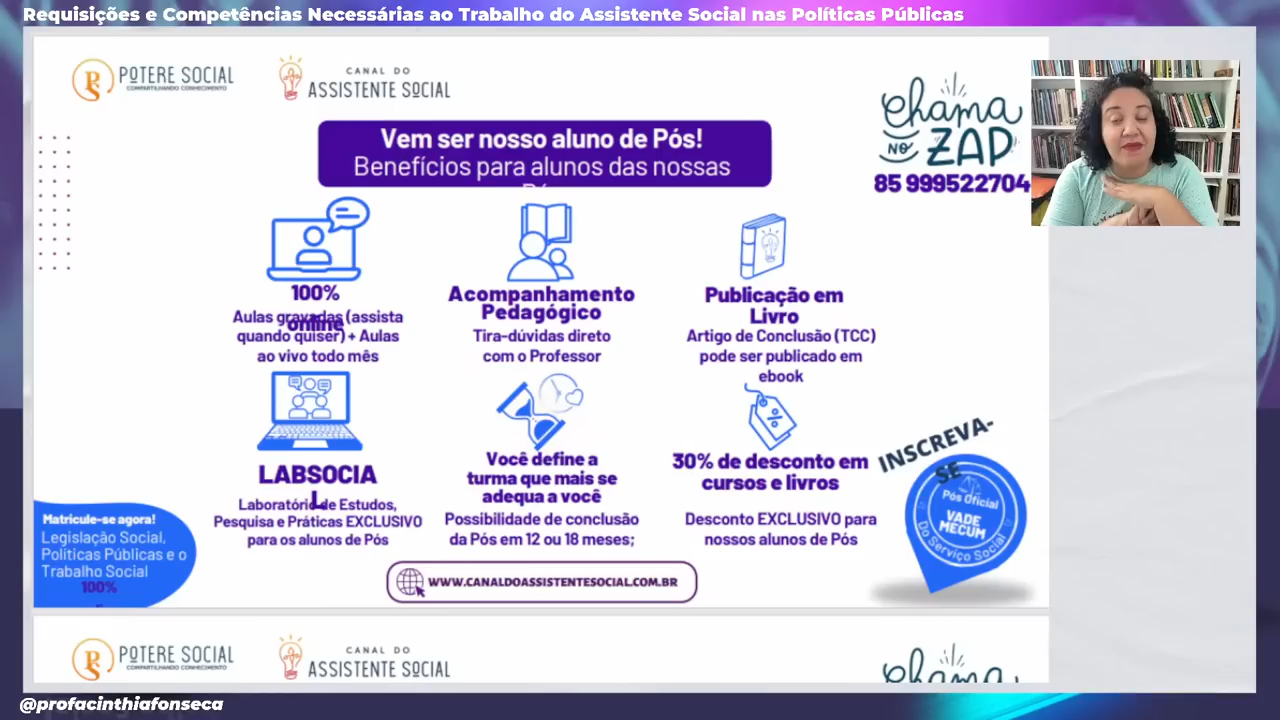 Requisições e Competências Necessárias ao Trabalho do Assistente Social nas Políticas Públicas
POTERE SOCIAL
COMPARTILHANDO CONHECIMENTO
CANAL DO
ASSISTENTE SOCIAL
Chama
NO ZAP
85 999522704
Vem ser nosso aluno de Pós!
Benefícios para alunos das nossas
100%
online
Aulas gravadas (assista
quando quiser) + Aulas
ao vivo todo mês
Acompanhamento
Pedagógico
Tira-dúvidas direto
com o Professor
Publicação em
Livro
Artigo de Conclusão (TCC)
pode ser publicado em
ebook
LABSOCIA
L
Laboratório de Estudos,
Pesquisa e Práticas EXCLUSIVO
para os alunos de Pós
Você define a
turma que mais se
adequa a você
Possibilidade de conclusão
da Pós em 12 ou 18 meses;
30% de desconto em
cursos e livros
Desconto EXCLUSIVO para
nossos alunos de Pós
INSCREVA-
SE
Pós Oficial
VADE
MECUM
Do Serviço Social
Matricule-se agora!
Legislação Social,
Políticas Públicas e o
Trabalho Social
100%
WWW.CANALDOASSISTENTESOCIAL.COM.BR
POTERE SOCIAL
COMPARTILHANDO CONHECIMENTO
CANAL DO
ASSISTENTE SOCIAL
Chama
@profacinthiafonseca